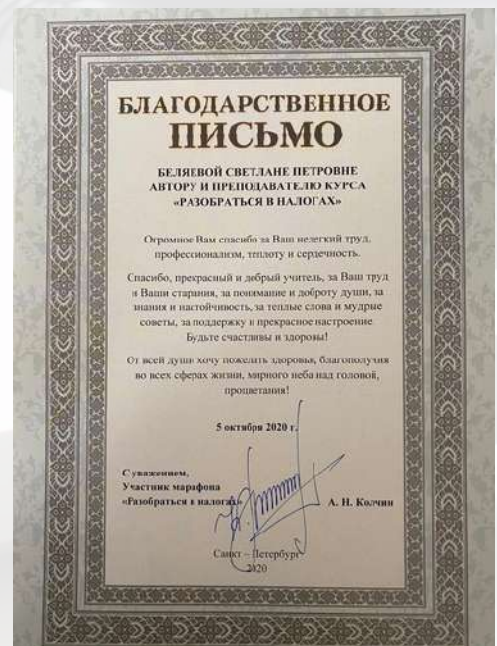 БЛАГОДАРСТВЕННОЕ
ПИСЬМО
БЕЛЯЕВОЙ СВЕТЛАНЕ ПЕТРОВНЕ
АВТОРУ И ПРЕПОДАВАТЕЛЮ КУРСА
«РАЗОБРАТЬСЯ В НАЛОГАХ»
Огромное Вам спасибо за Ваш нелегкий труд,
профессионализм, теплоту и сердечность.
Спасибо, прекрасный и добрый учитель, за Ваш труд
и Ваши старания, за понимание и доброту души, за
знания и настойчивость, за теплые слова и мудрые
советы, за поддержку и прекрасное настроение
Будьте счастливы и здоровы!
От всей души хочу пожелать здоровья, благополучия
во всех сферах жизни, мирного неба над головой,
процветания!
5 октября 2020 г.
С уважением,
Участник марафона
«Разобраться в налогах»
А. Н. Колчин
Санкт – Петербург
2020